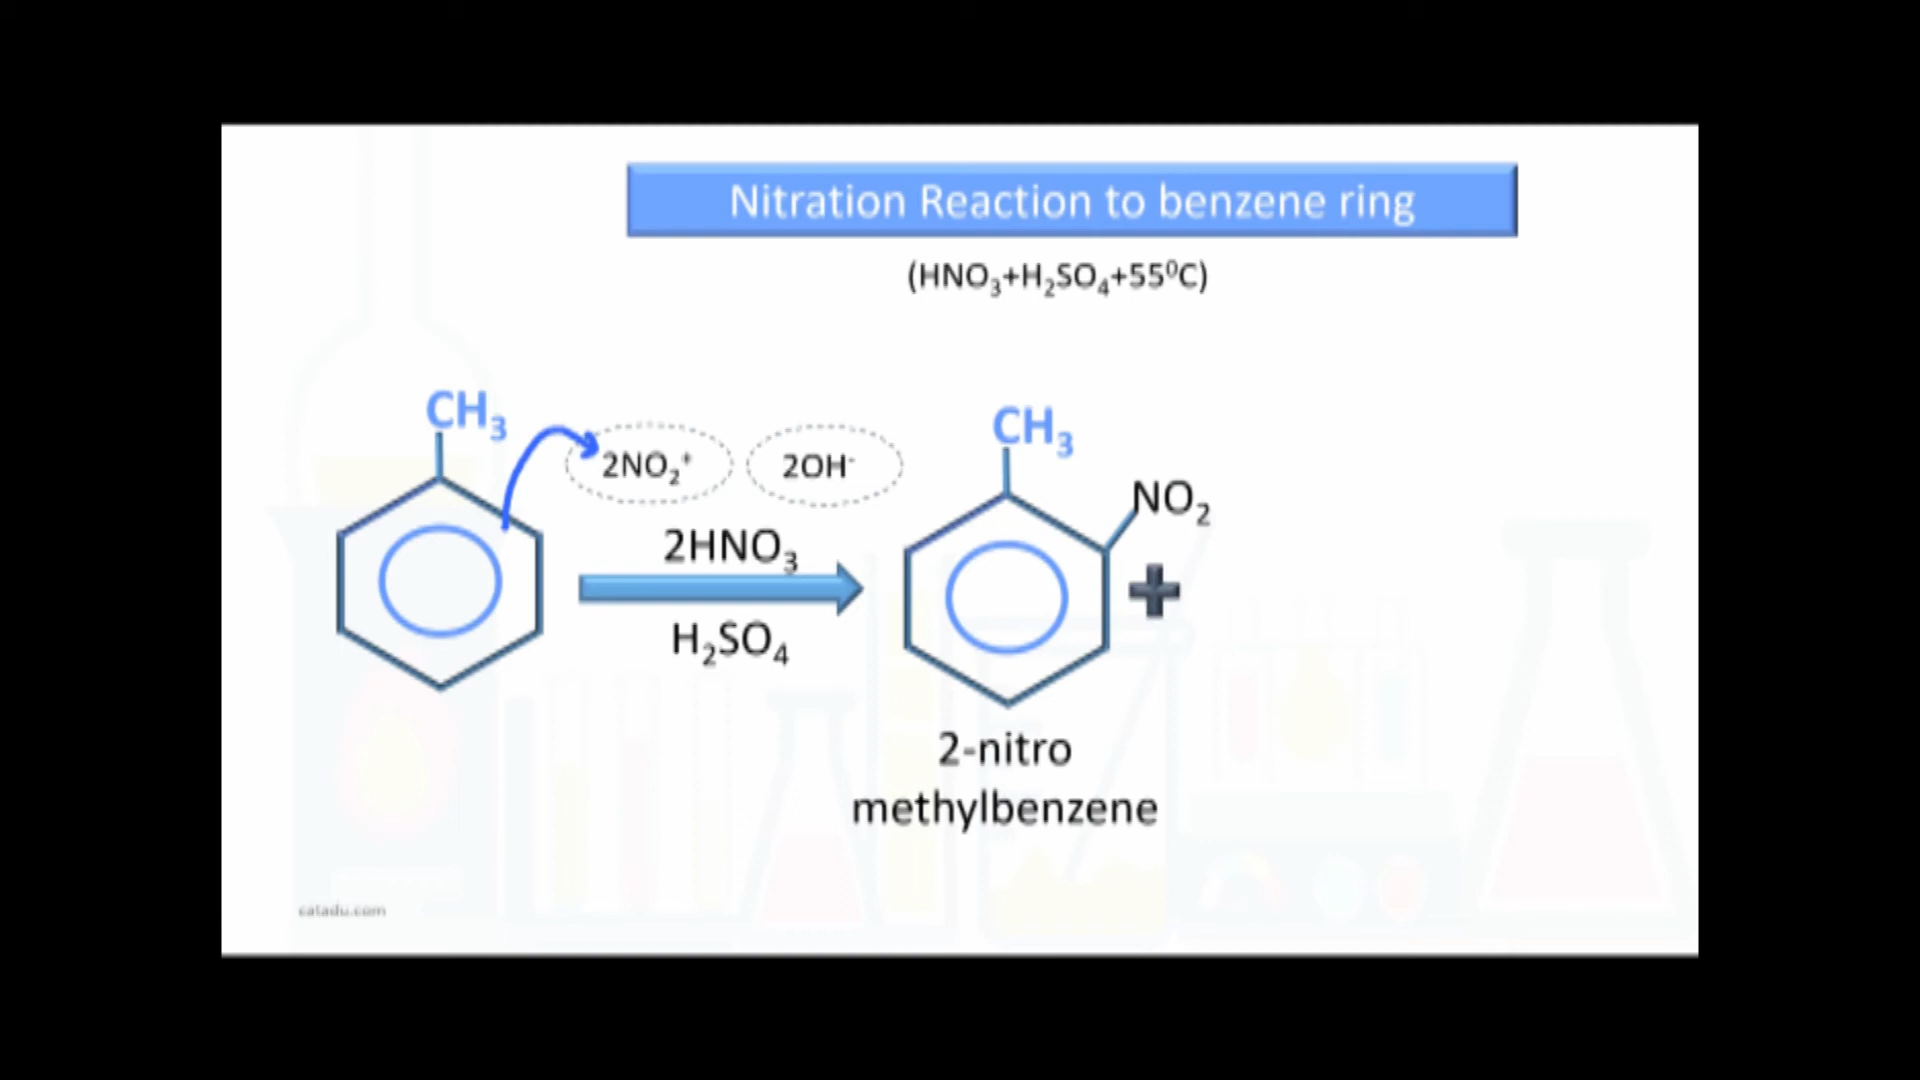 Nitration Reaction to benzene ring
(HNO₃+H₂SO₄+55⁰C)
CH₃
2NO₂⁺
2OH⁻
2HNO₃
H₂SO₄
CH₃
NO₂
+
2-nitro
methylbenzene
catadu.com